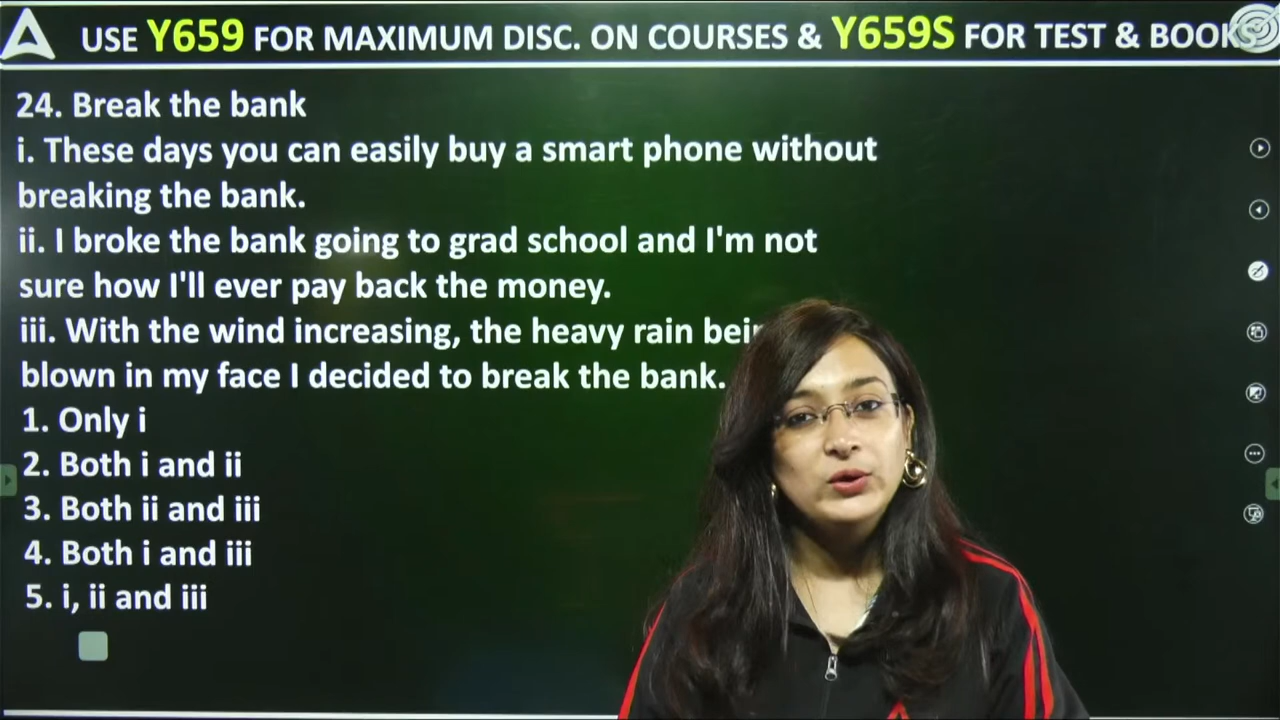 USE Y659 FOR MAXIMUM DISC. ON COURSES & Y659S FOR TEST & BOOKS
24. Break the bank
i. These days you can easily buy a smart phone without
breaking the bank.
ii. I broke the bank going to grad school and I'm not
sure how I'll ever pay back the money.
iii. With the wind increasing, the heavy rain
blown in my face I decided to break the bank.
1. Only i
2. Both i and ii
3. Both ii and iii
4. Both i and iii
5. i, ii and iii